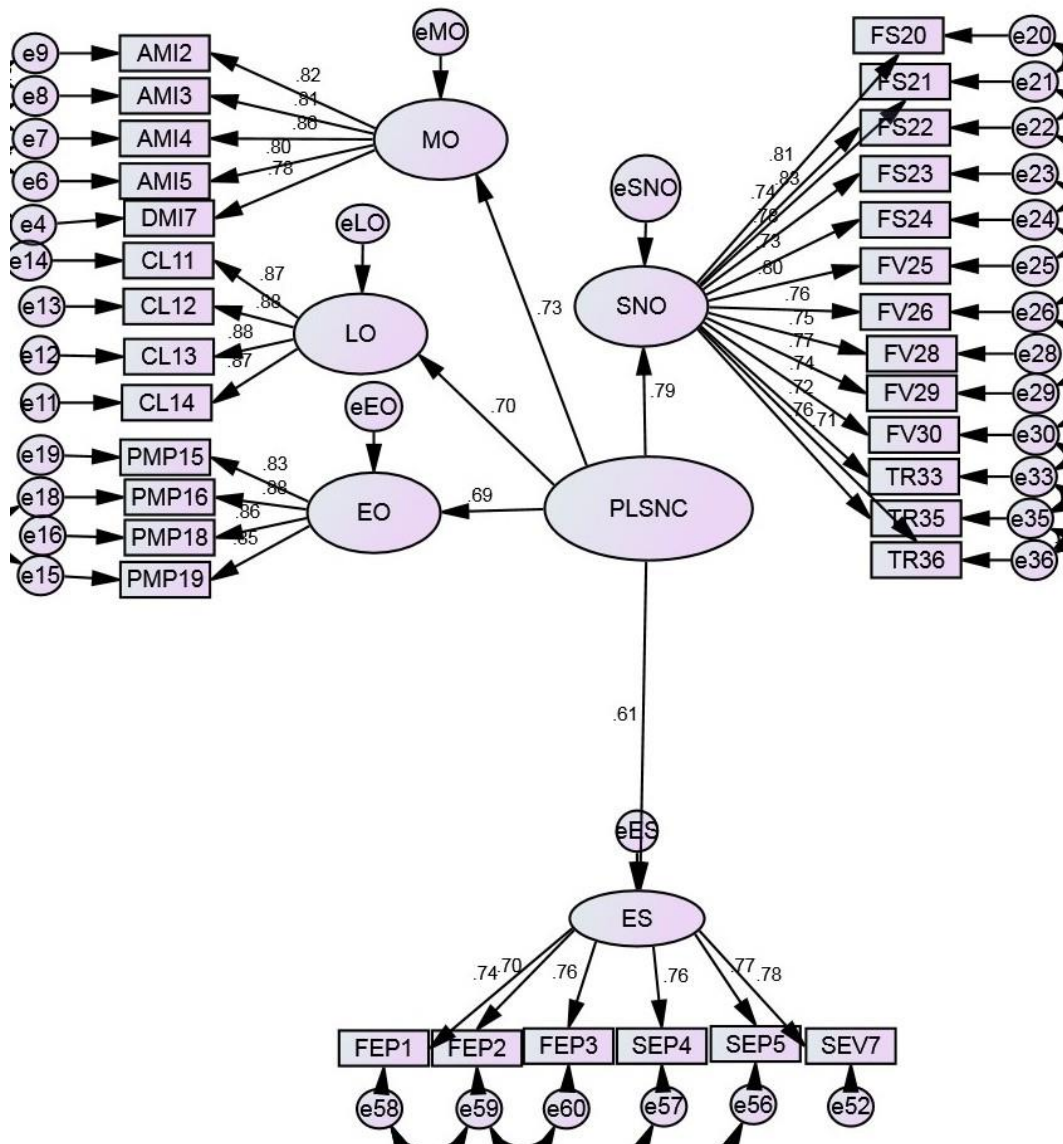 eMO
e9
AMI2
.82
e8
AMI3
.81
e7
AMI4
.86
MO
e6
AMI5
.80
e4
DMI7
.78
eLO
e14
CL11
.87
e13
CL12
.88
LO
e12
CL13
.88
e11
CL14
.87
eEO
e19
PMP15
.83
e18
PMP16
.88
EO
e16
PMP18
.86
e15
PMP19
.85
.73
.70
.69
.79
PLSNC
eSNO
SNO
FS20
e20
FS21
e21
FS22
e22
FS23
e23
FS24
e24
FV25
e25
FV26
e26
FV28
e28
FV29
e29
FV30
e30
TR33
e33
TR35
e35
TR36
e36
.81
.74
.83
.78
.73
.80
.76
.75
.77
.74
.72
.76
.71
.61
eES
ES
.74
.70
.76
.76
.77
.78
FEP1
FEP2
FEP3
SEP4
SEP5
SEV7
e58
e59
e60
e57
e56
e52